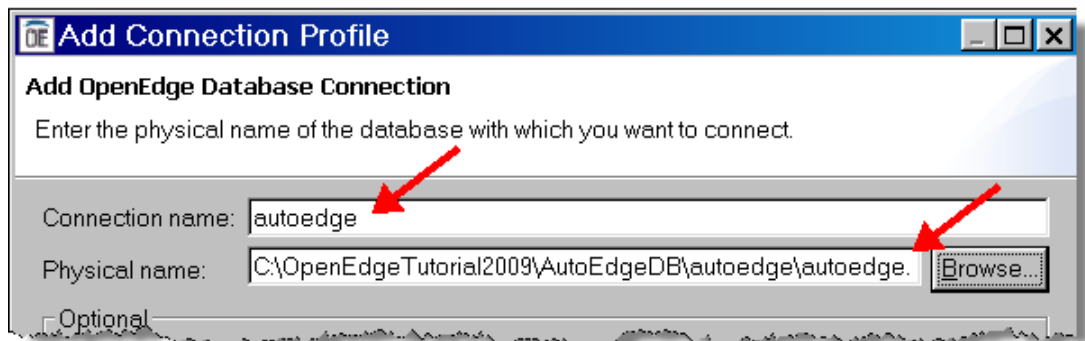 OE Add Connection Profile
Add OpenEdge Database Connection
Enter the physical name of the database with which you want to connect.
Connection name: autoedge
Physical name: C:\OpenEdgeTutorial2009\AutoEdgeDB\autoedge\autoedge. Browse...
Optional